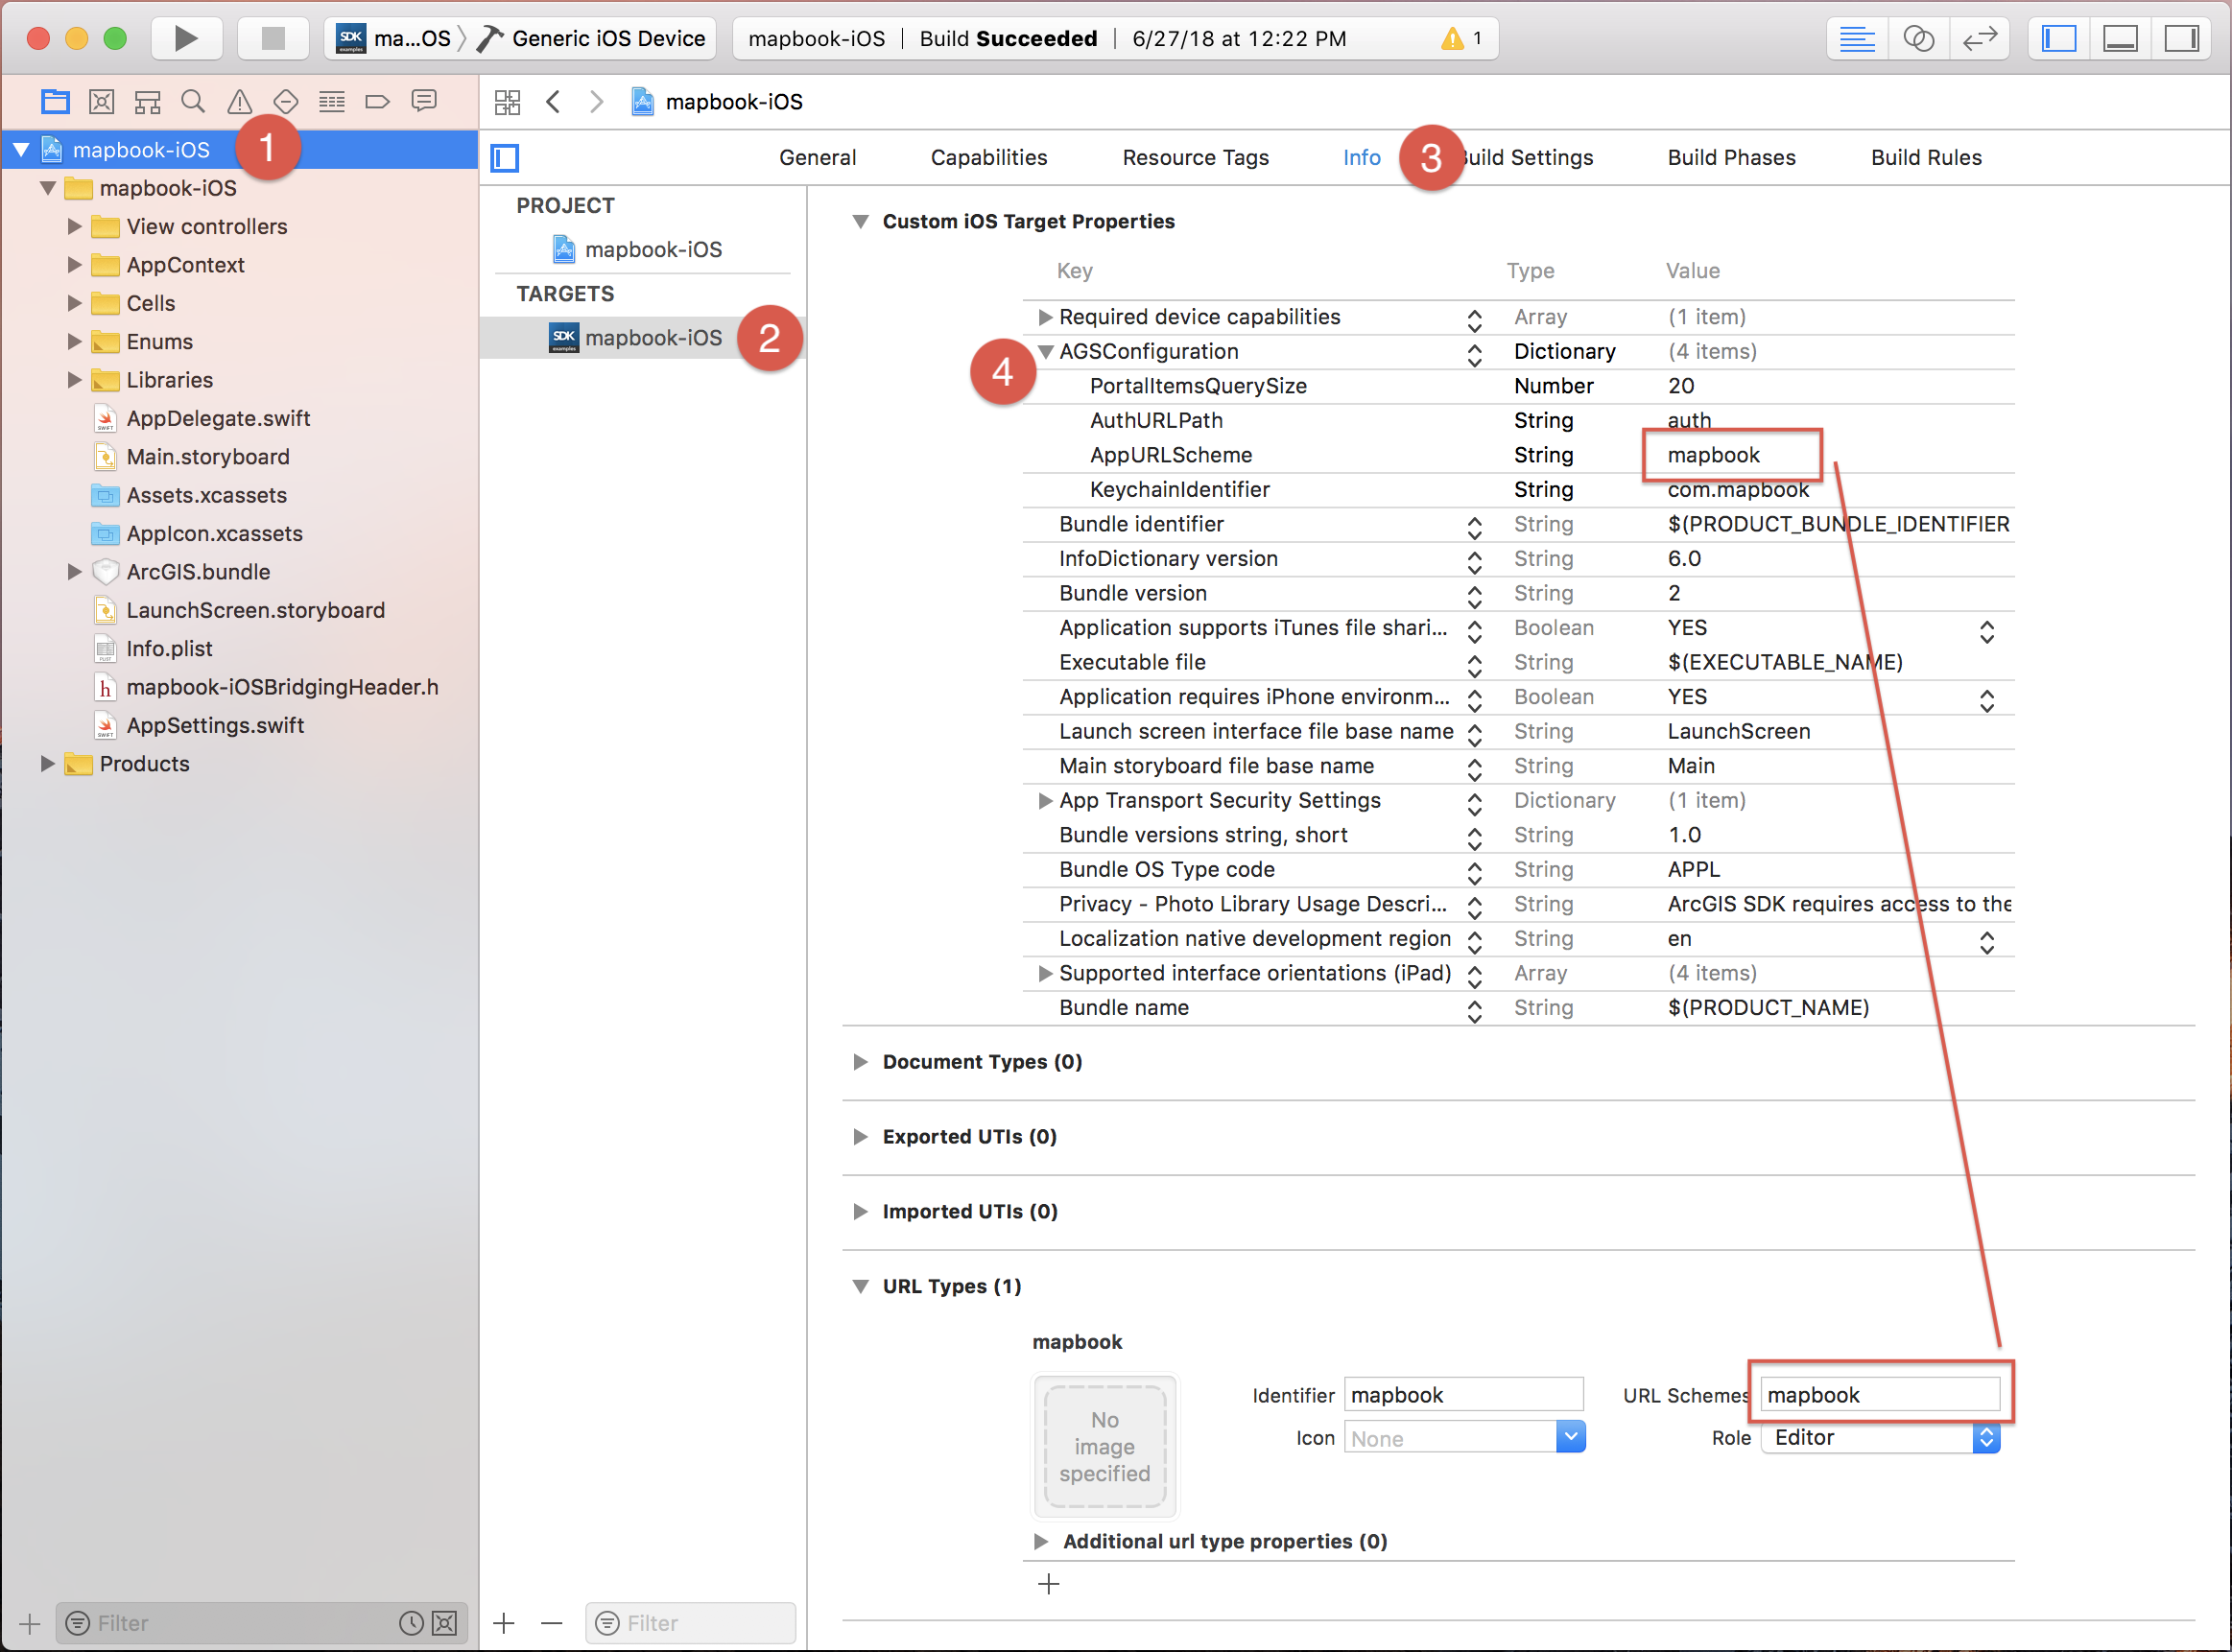 SDK examples ma...OS Generic iOS Device mapbook-iOS Build Succeeded 6/27/18 at 12:22 PM 1
mapbook-iOS
mapbook-iOS 1
mapbook-iOS
View controllers
AppContext
Cells
Enums
Libraries
SWIFT AppDelegate.swift
Main.storyboard
Assets.xcassets
AppIcon.xcassets
ArcGIS.bundle
LaunchScreen.storyboard
PLIST Info.plist
h mapbook-iOSBridgingHeader.h
SWIFT AppSettings.swift
Products
Filter
General Capabilities Resource Tags Info 3 Build Settings Build Phases Build Rules
PROJECT
mapbook-iOS
TARGETS
SDK examples mapbook-iOS 2
Filter
Custom iOS Target Properties
Key Type Value
Required device capabilities Array (1 item)
4 AGSConfiguration Dictionary (4 items)
PortalItemsQuerySize Number 20
AuthURLPath String auth
AppURLScheme String mapbook
KeychainIdentifier String com.mapbook
Bundle identifier String $(PRODUCT_BUNDLE_IDENTIFIER
InfoDictionary version String 6.0
Bundle version String 2
Application supports iTunes file shari... Boolean YES
Executable file String $(EXECUTABLE_NAME)
Application requires iPhone environm... Boolean YES
Launch screen interface file base name String LaunchScreen
Main storyboard file base name String Main
App Transport Security Settings Dictionary (1 item)
Bundle versions string, short String 1.0
Bundle OS Type code String APPL
Privacy - Photo Library Usage Descri... String ArcGIS SDK requires access to the
Localization native development region String en
Supported interface orientations (iPad) Array (4 items)
Bundle name String $(PRODUCT_NAME)
Document Types (0)
Exported UTIs (0)
Imported UTIs (0)
URL Types (1)
mapbook
No
image
specified
Identifier mapbook URL Schemes mapbook
Icon None Role Editor
Additional url type properties (0)